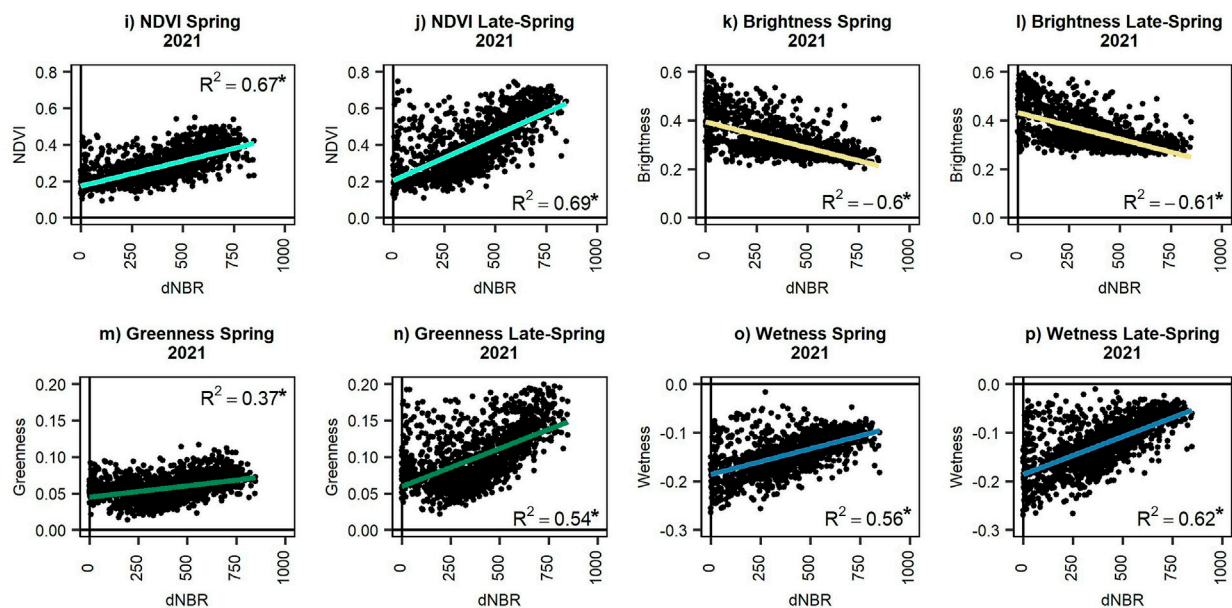 i) NDVI Spring
2021
R² = 0.67*
NDVI
0.8
0.6
0.4
0.2
0.0
0
250
500
750
1000
dNBR
j) NDVI Late-Spring
2021
R² = 0.69*
NDVI
0.8
0.6
0.4
0.2
0.0
0
250
500
750
1000
dNBR
k) Brightness Spring
2021
R² = −0.6*
Brightness
0.6
0.4
0.2
0.0
0
250
500
750
1000
dNBR
l) Brightness Late-Spring
2021
R² = −0.61*
Brightness
0.6
0.4
0.2
0.0
0
250
500
750
1000
dNBR
m) Greenness Spring
2021
R² = 0.37*
Greenness
0.20
0.15
0.10
0.05
0.00
0
250
500
750
1000
dNBR
n) Greenness Late-Spring
2021
R² = 0.54*
Greenness
0.20
0.15
0.10
0.05
0.00
0
250
500
750
1000
dNBR
o) Wetness Spring
2021
R² = 0.56*
Wetness
0.0
-0.1
-0.2
-0.3
0
250
500
750
1000
dNBR
p) Wetness Late-Spring
2021
R² = 0.62*
Wetness
0.0
-0.1
-0.2
-0.3
0
250
500
750
1000
dNBR